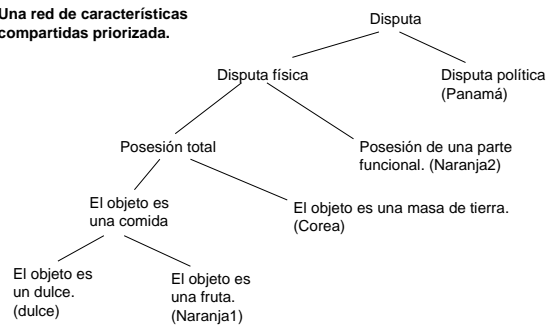 Una red de características
compartidas priorizada.
Disputa
Disputa física
Disputa política
(Panamá)
Posesión total
Posesión de una parte
funcional. (Naranja2)
El objeto es
una comida
El objeto es una masa de tierra.
(Corea)
El objeto es
un dulce.
(dulce)
El objeto es
una fruta.
(Naranja1)